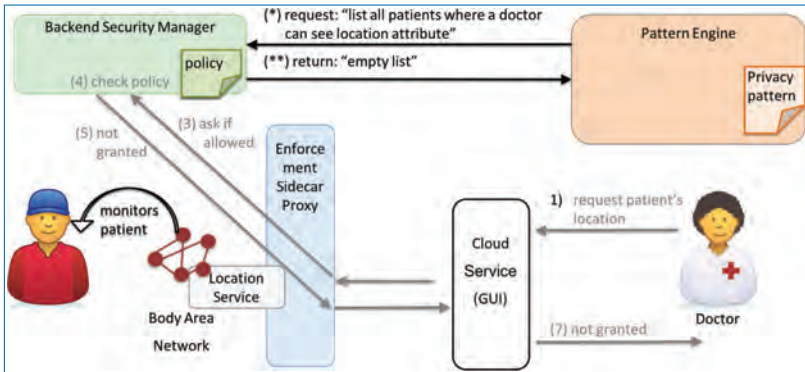 Backend Security Manager
(*) request: “list all patients where a doctor
can see location attribute”
Pattern Engine
policy
(**) return: “empty list”
Privacy
pattern
(4) check policy
(3) ask if
allowed
(5) not
granted
Enforce
ment
Sidecar
Proxy
monitors
patient
1) request patient’s
location
Cloud
Service
(GUI)
Location
Service
Body Area
Network
Doctor
(7) not granted